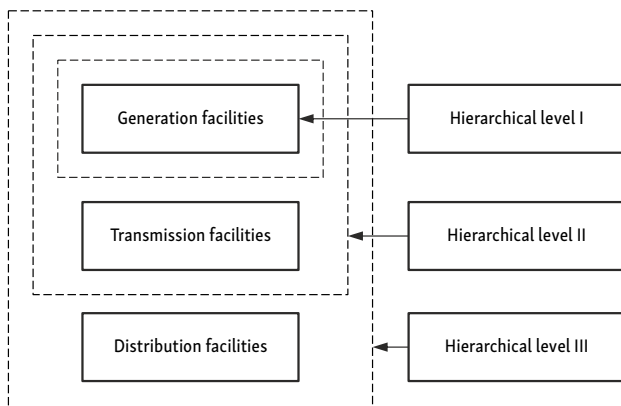 Generation facilities
Hierarchical level I
Transmission facilities
Hierarchical level II
Distribution facilities
Hierarchical level III